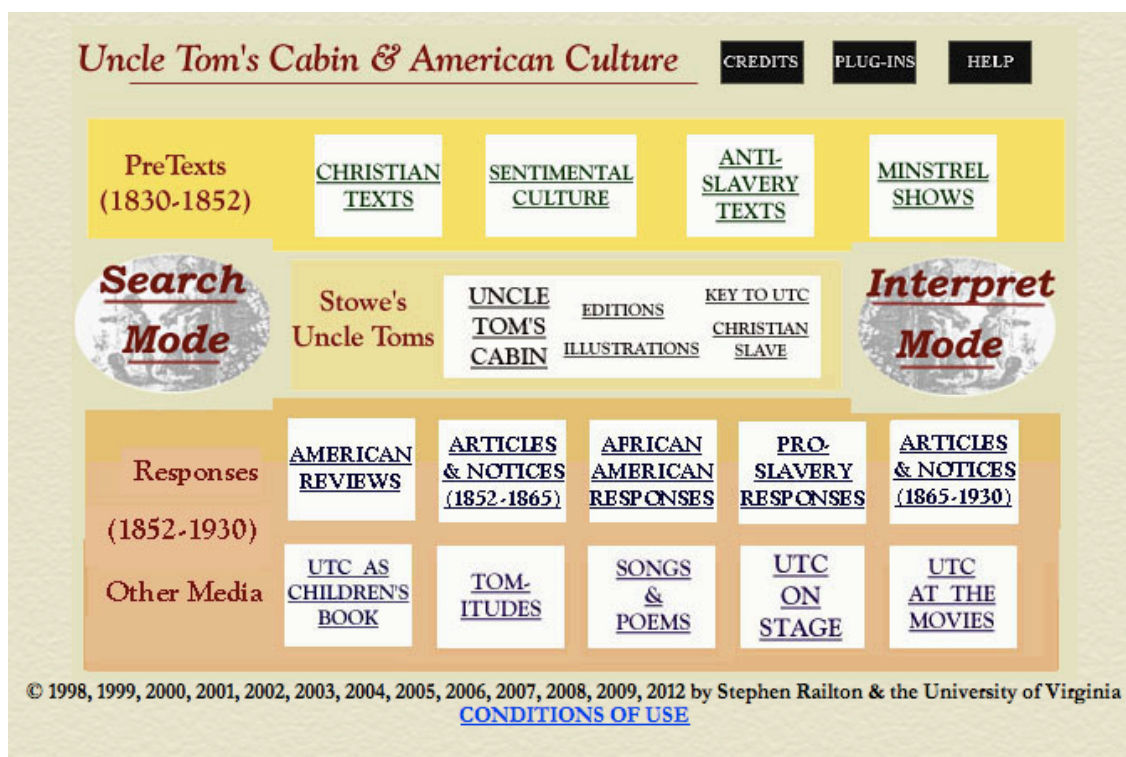 Uncle Tom's Cabin & American Culture
CREDITS
PLUG-INS
HELP
PreTexts
(1830-1852)
CHRISTIAN
TEXTS
SENTIMENTAL
CULTURE
ANTI-
SLAVERY
TEXTS
MINSTREL
SHOWS
Search
Mode
Stowe's
Uncle Toms
UNCLE
TOM'S
CABIN
EDITIONS
ILLUSTRATIONS
KEY TO UTC
CHRISTIAN
SLAVE
Interpret
Mode
Responses
(1852-1930)
AMERICAN
REVIEWS
ARTICLES
& NOTICES
(1852-1865)
AFRICAN
AMERICAN
RESPONSES
PRO-
SLAVERY
RESPONSES
ARTICLES
& NOTICES
(1865-1930)
Other Media
UTC AS
CHILDREN'S
BOOK
TOM-
ITUDES
SONGS
&
POEMS
UTC
ON
STAGE
UTC
AT THE
MOVIES
© 1998, 1999, 2000, 2001, 2002, 2003, 2004, 2005, 2006, 2007, 2008, 2009, 2012 by Stephen Railton & the University of Virginia
CONDITIONS OF USE